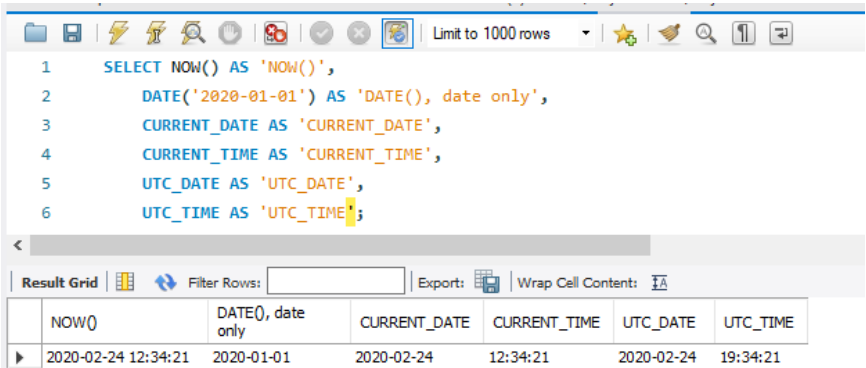 Limit to 1000 rows
1 SELECT NOW() AS 'NOW()',
2 DATE('2020-01-01') AS 'DATE(), date only',
3 CURRENT_DATE AS 'CURRENT_DATE',
4 CURRENT_TIME AS 'CURRENT_TIME',
5 UTC_DATE AS 'UTC_DATE',
6 UTC_TIME AS 'UTC_TIME';
Result Grid Filter Rows: Export: Wrap Cell Content: IA
NOW() DATE(), date only CURRENT_DATE CURRENT_TIME UTC_DATE UTC_TIME
2020-02-24 12:34:21 2020-01-01 2020-02-24 12:34:21 2020-02-24 19:34:21